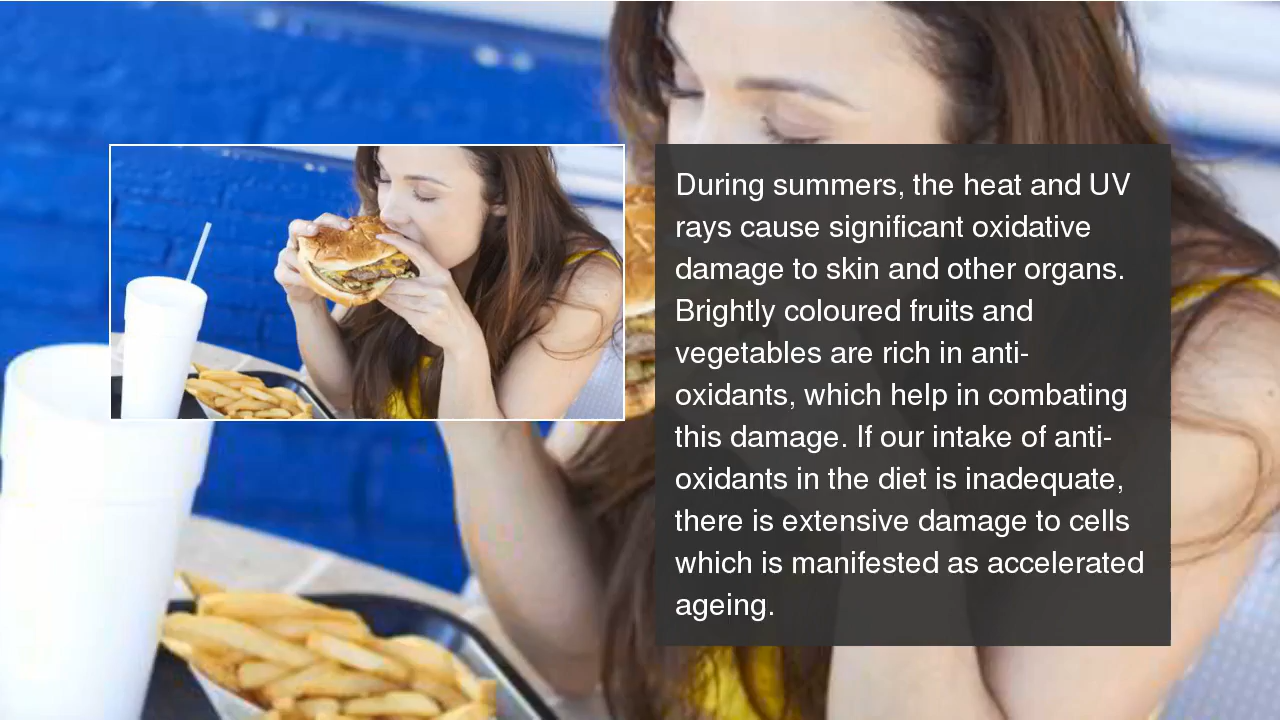 During summers, the heat and UV
rays cause significant oxidative
damage to skin and other organs.
Brightly coloured fruits and
vegetables are rich in anti-
oxidants, which help in combating
this damage. If our intake of anti-
oxidants in the diet is inadequate,
there is extensive damage to cells
which is manifested as accelerated
ageing.